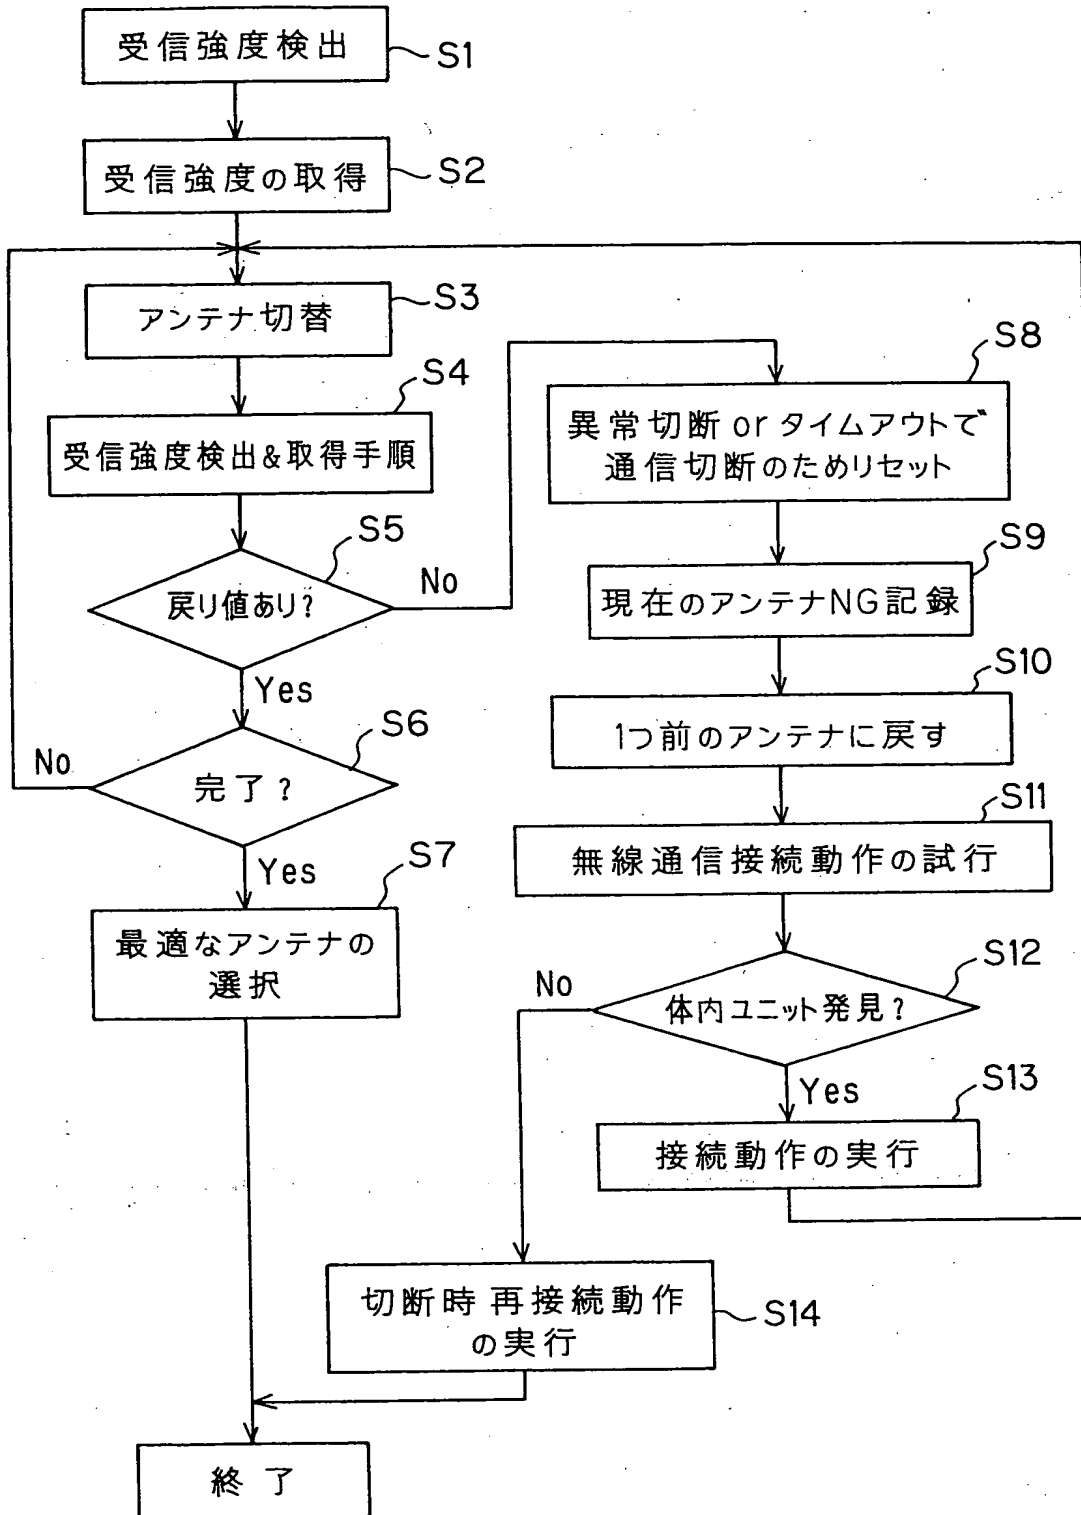 受信強度検出
S1
受信強度の取得
S2
アンテナ切替
S3
受信強度検出&取得手順
S4
戻り値あり?
S5
No
Yes
完了?
S6
No
Yes
最適なアンテナの
選択
S7
異常切断 or タイムアウトで
通信切断のためリセット
S8
現在のアンテナNG記録
S9
1つ前のアンテナに戻す
S10
無線通信接続動作の試行
S11
体内ユニット発見?
S12
No
Yes
接続動作の実行
S13
切断時 再接続動作
の実行
S14
終了